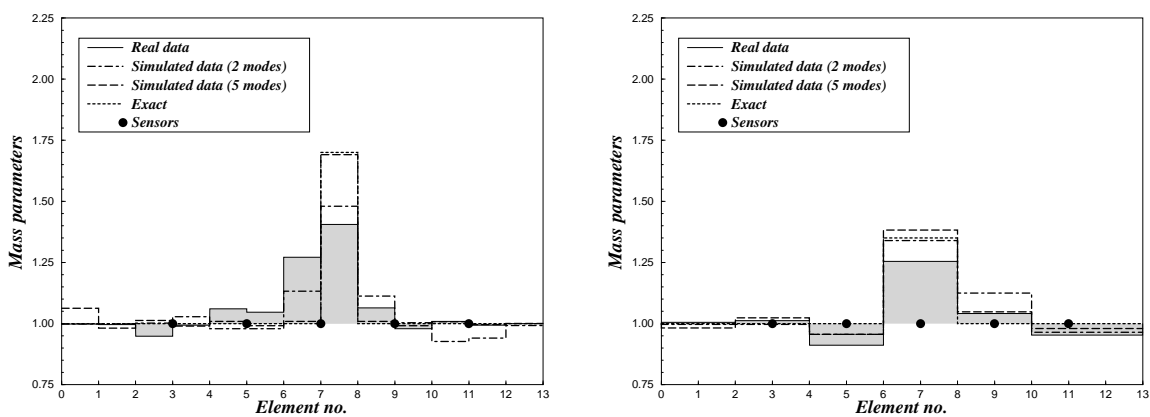 2.25
2.00
1.75
1.50
1.25
1.00
0.75
Mass parameters
Real data
Simulated data (2 modes)
Simulated data (5 modes)
Exact
Sensors
0 1 2 3 4 5 6 7 8 9 10 11 12 13
Element no.
2.25
2.00
1.75
1.50
1.25
1.00
0.75
Mass parameters
Real data
Simulated data (2 modes)
Simulated data (5 modes)
Exact
Sensors
0 1 2 3 4 5 6 7 8 9 10 11 12 13
Element no.